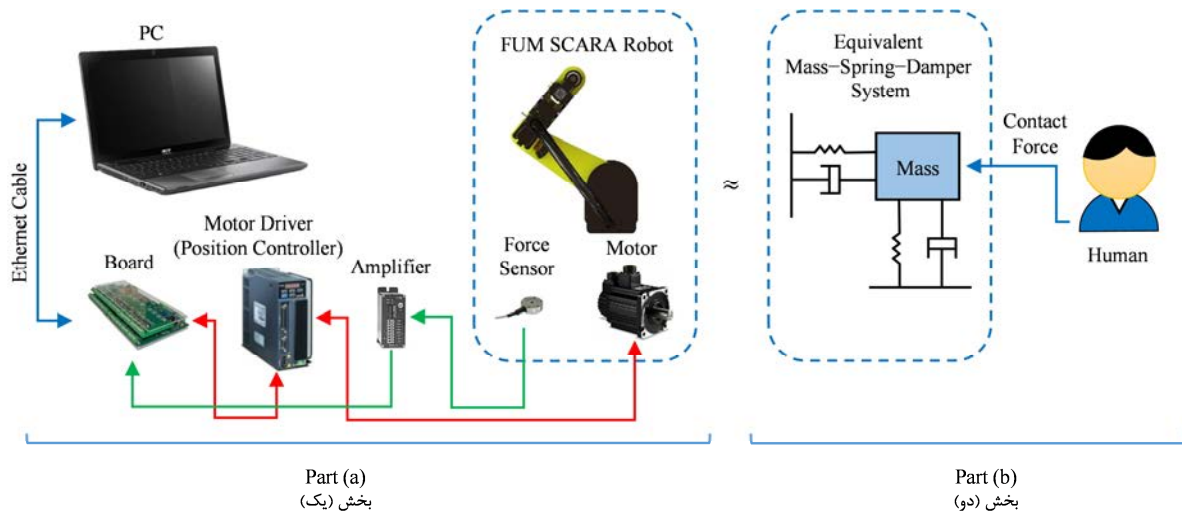 PC
Ethernet Cable
Board
Motor Driver
(Position Controller)
Amplifier
FUM SCARA Robot
Force
Sensor
Motor
≈
Equivalent
Mass−Spring−Damper
System
Mass
Contact
Force
Human
Part (a)
بخش (یک)
Part (b)
بخش (دو)